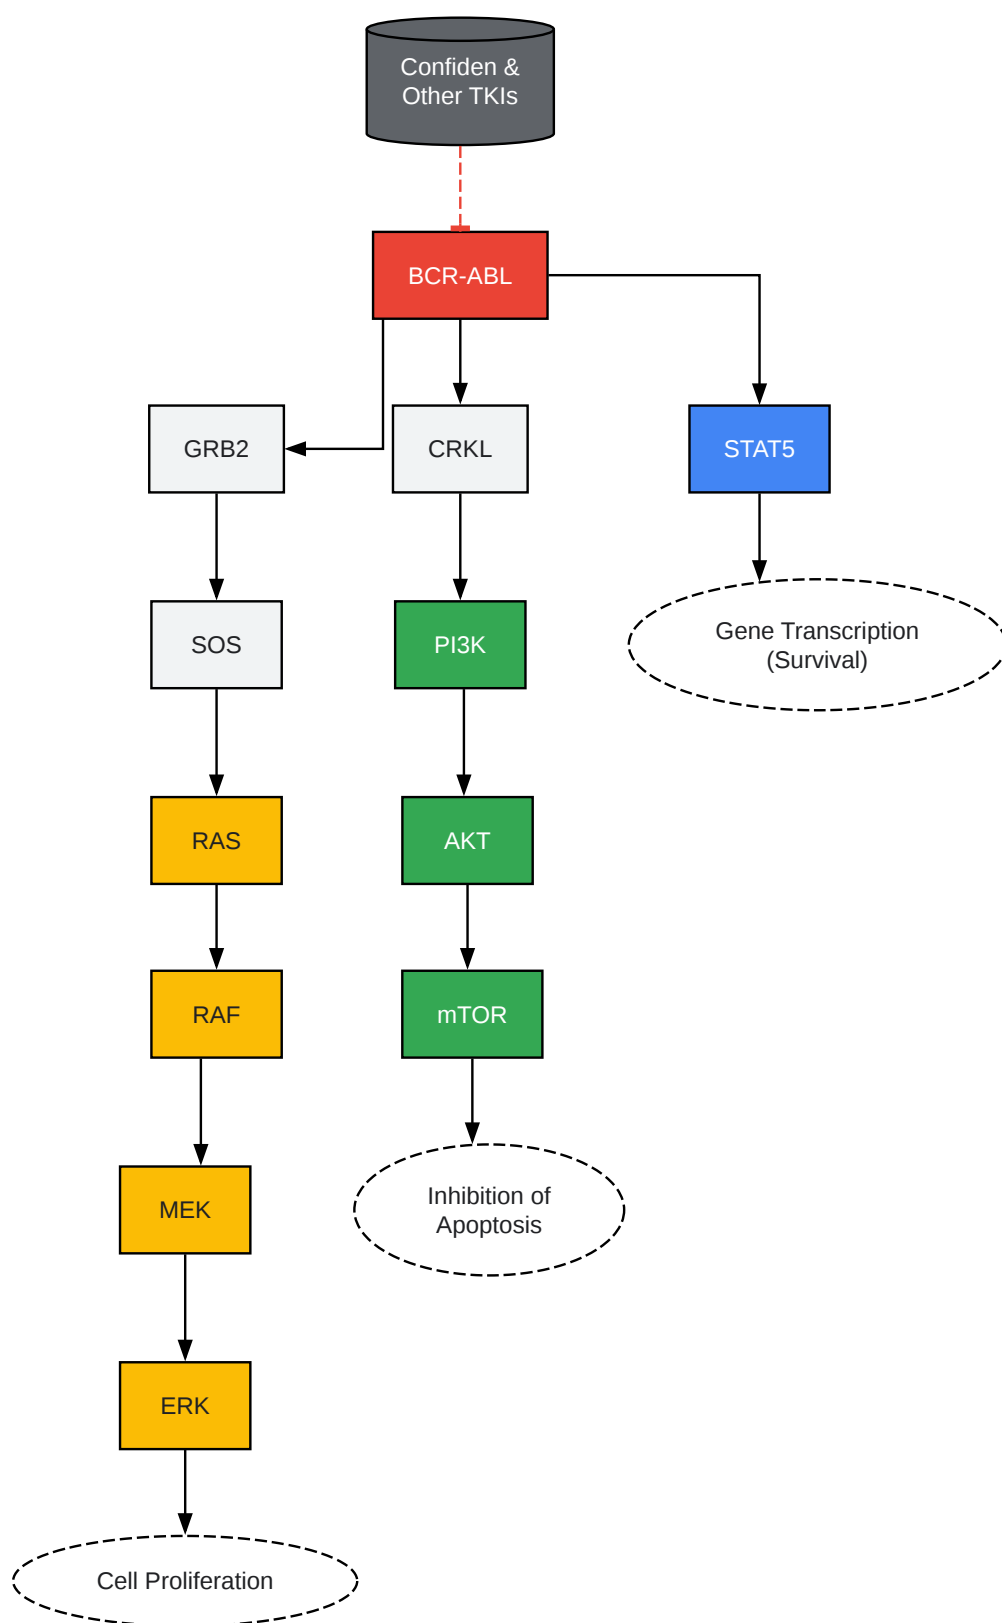 Confiden &
Other TKIs
BCR-ABL
GRB2
CRKL
STAT5
SOS
PI3K
Gene Transcription
(Survival)
RAS
AKT
RAF
mTOR
MEK
Inhibition of
Apoptosis
ERK
Cell Proliferation